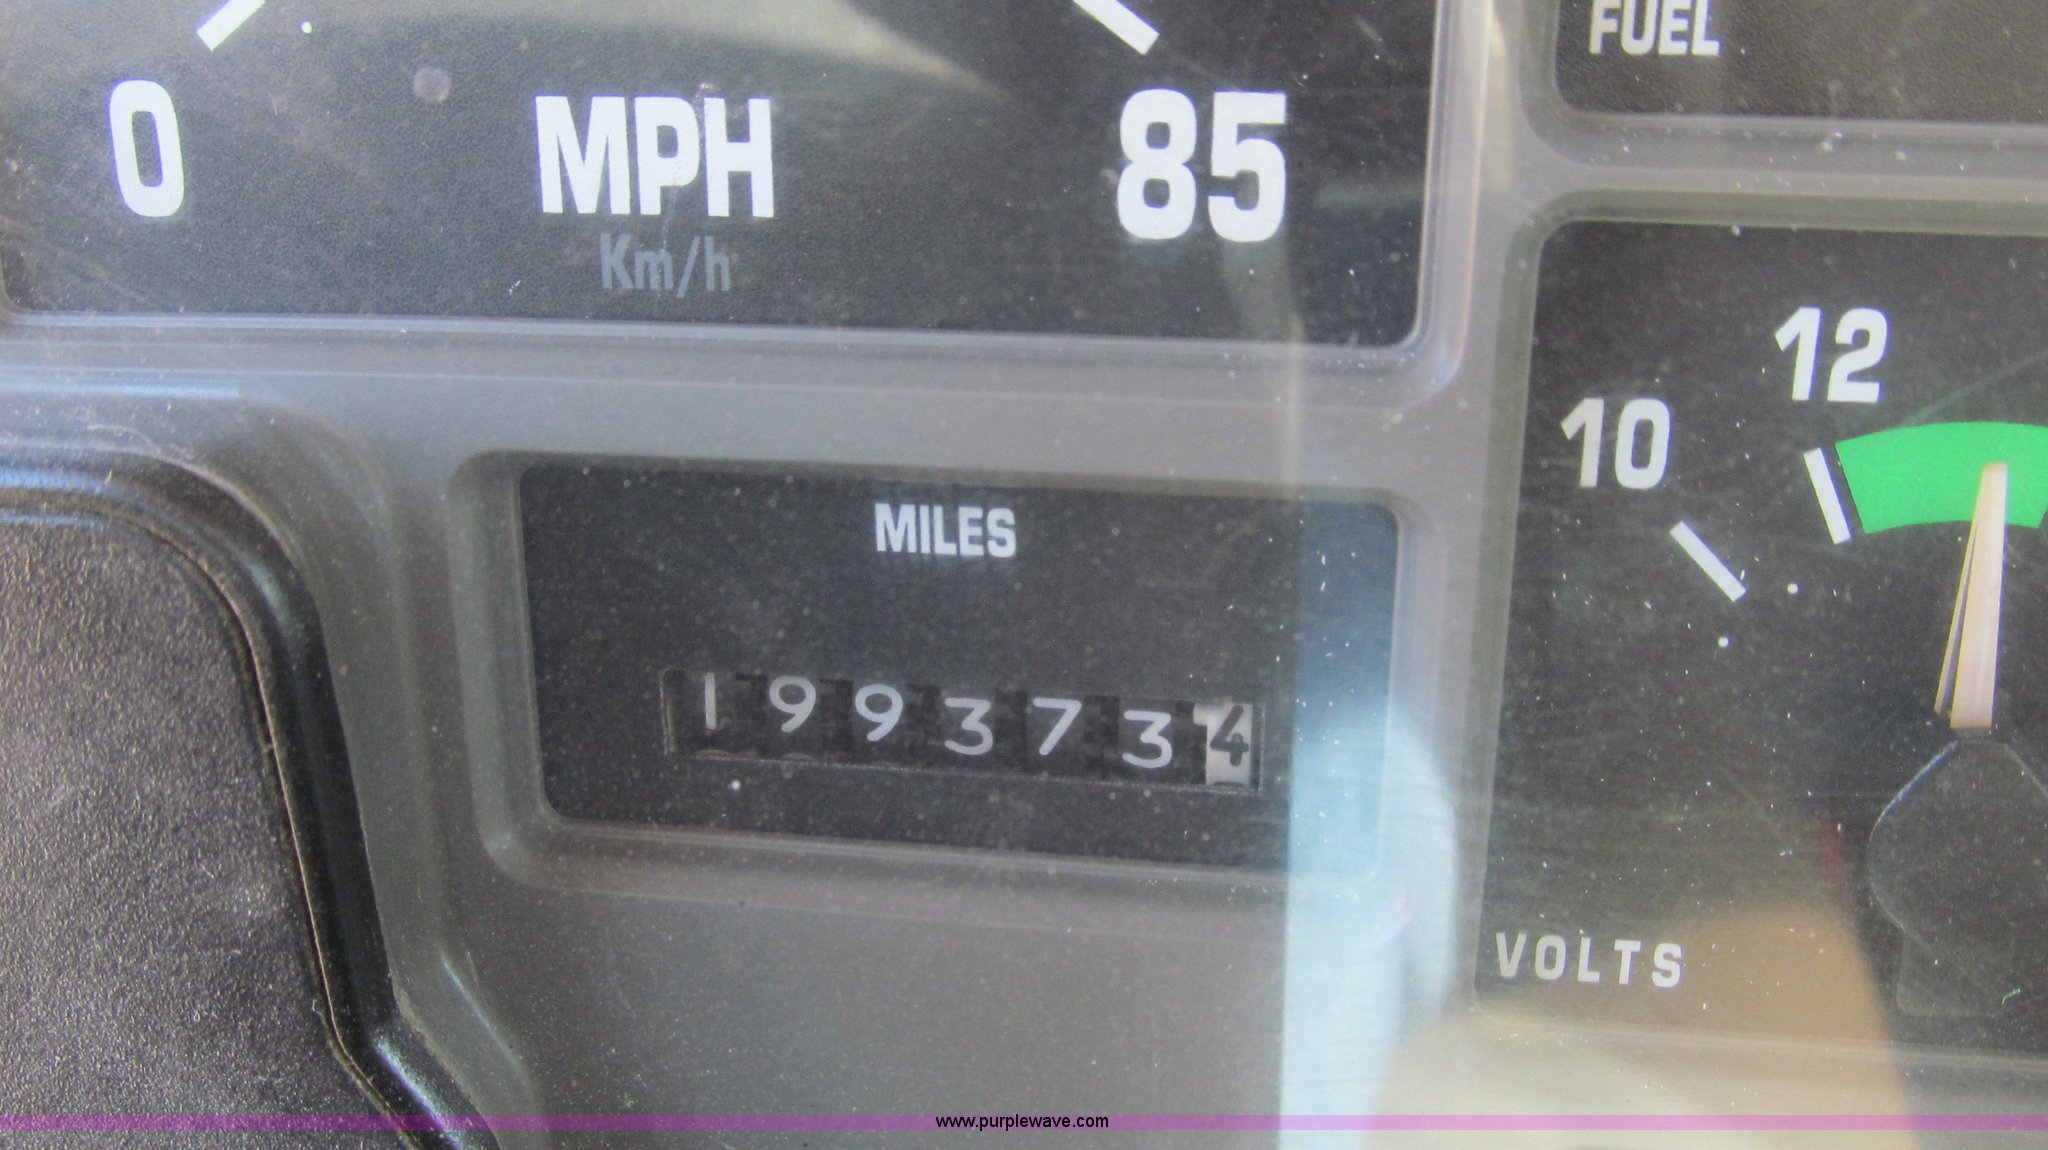 0 MPH 85
Km/h
FUEL
12
10
MILES
1993734
VOLTS
www.purplewave.com